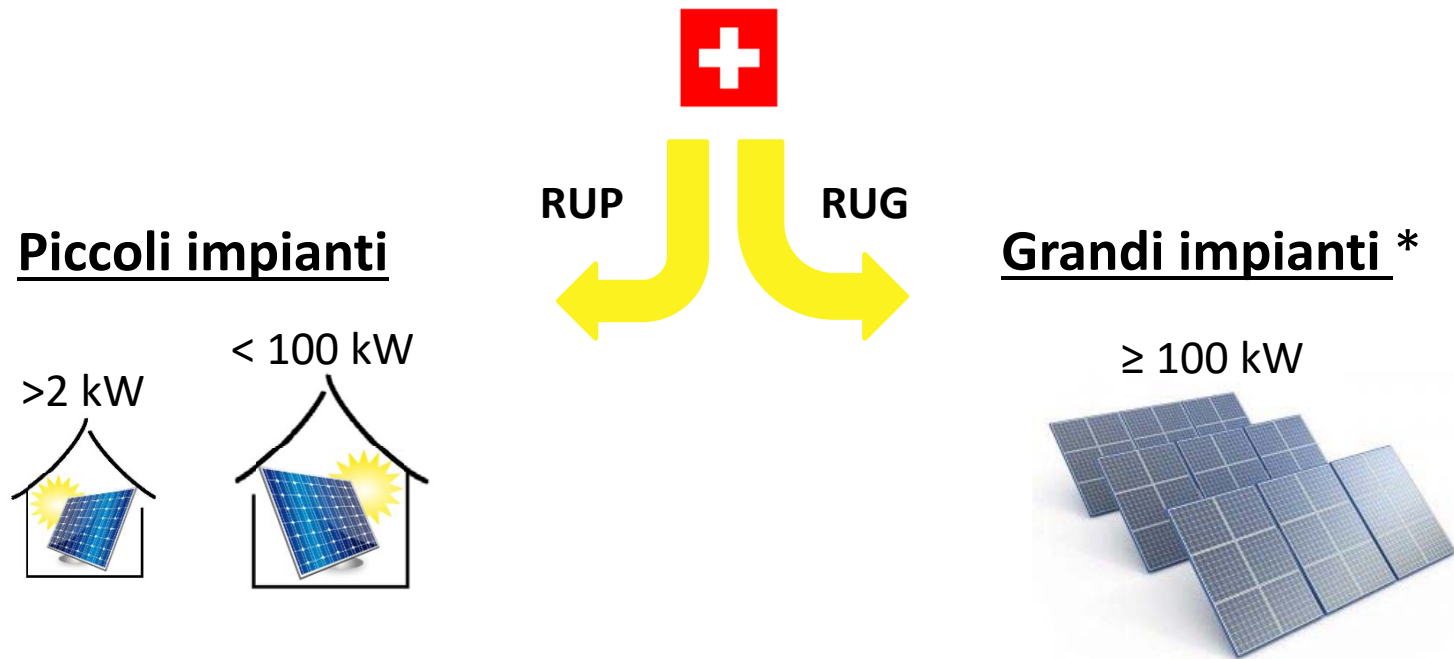 RUP
RUG
Piccoli impianti
Grandi impianti *
>2 kW
< 100 kW
≥ 100 kW